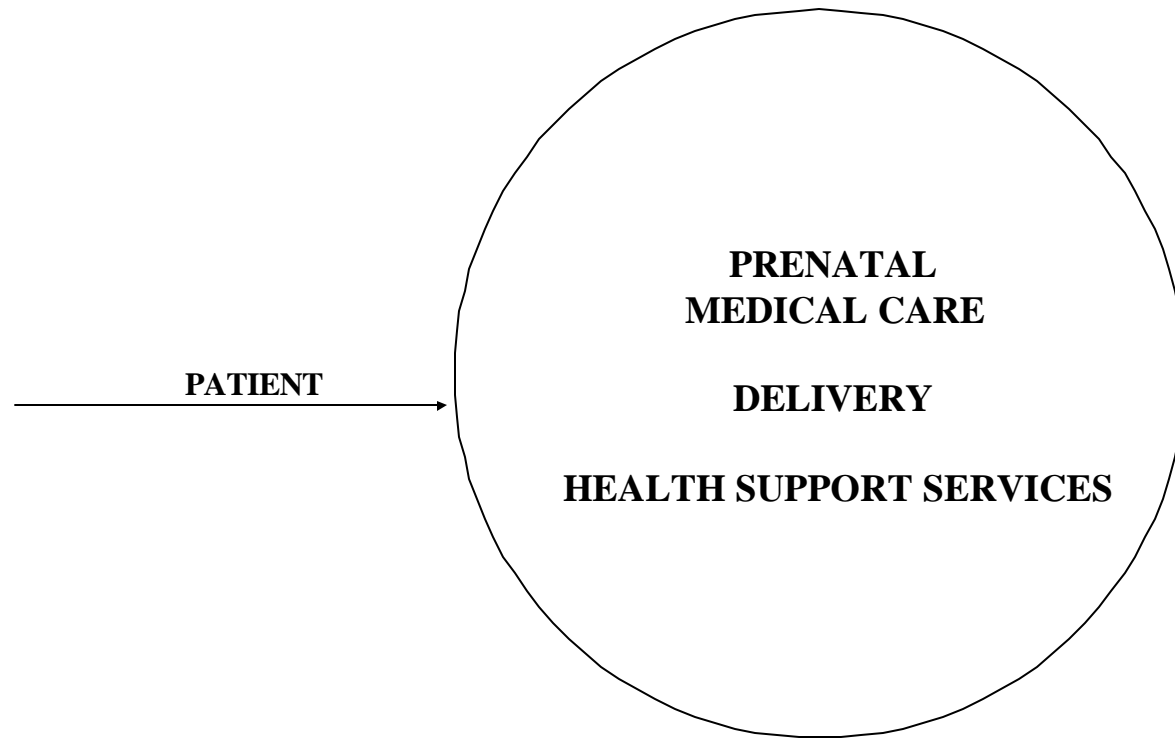 PATIENT
PRENATAL
MEDICAL CARE
DELIVERY
HEALTH SUPPORT SERVICES